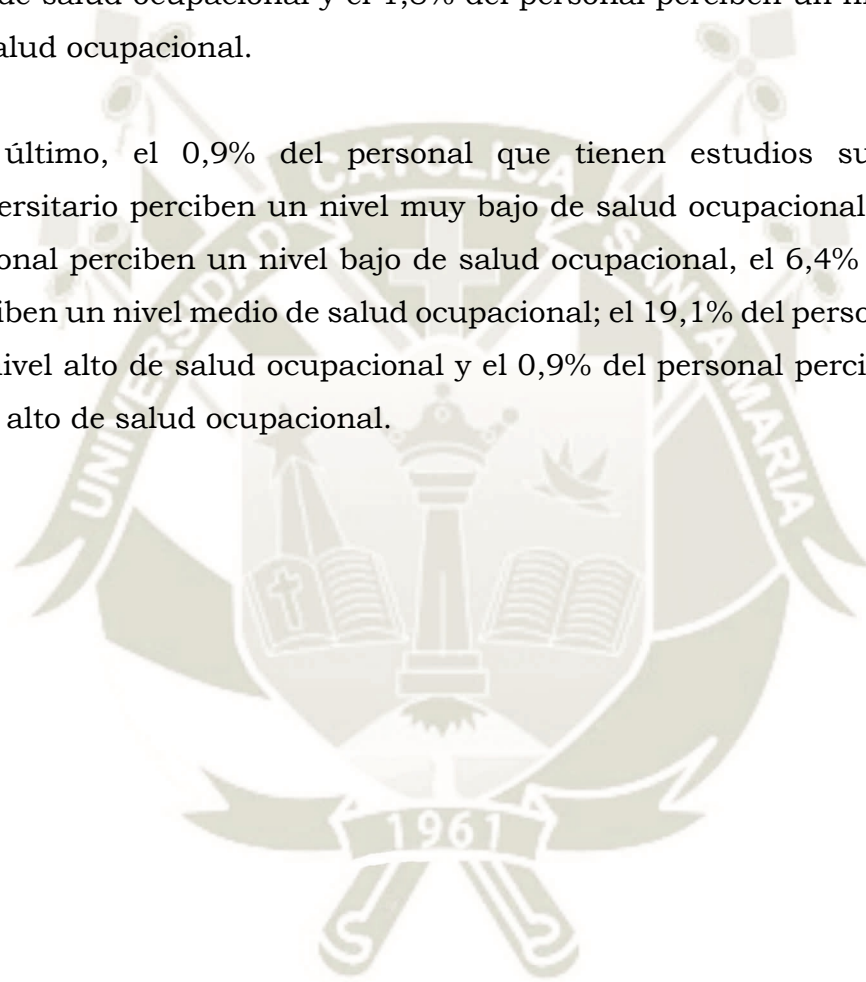 de salud ocupacional y el 1,8% del personal perciben un
alud ocupacional.
último, el 0,9% del personal que tienen estudios su
ersitario perciben un nivel muy bajo de salud ocupacional
onal perciben un nivel bajo de salud ocupacional, el 6,4%
iben un nivel medio de salud ocupacional; el 19,1% del perso
ivel alto de salud ocupacional y el 0,9% del personal perci
alto de salud ocupacional.
UNIVERSIDAD CATOLICA SANTA MARIA
1961